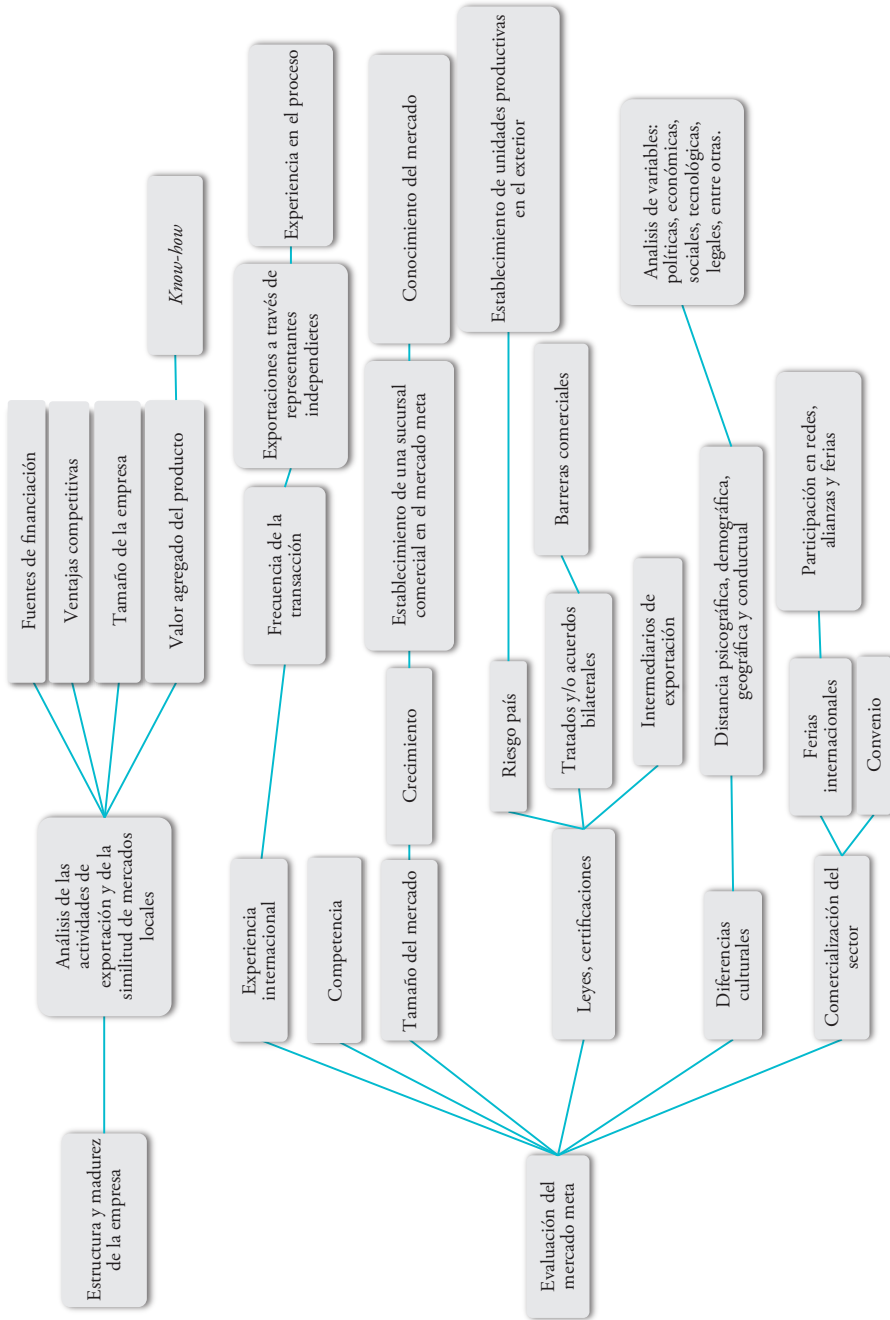 Estructura y madurez
de la empresa
Análisis de las
actividades de
exportación y de la
similitud de mercados
locales
Fuentes de financiación
Ventajas competitivas
Tamaño de la empresa
Valor agregado del producto
Know-how
Evaluación del
mercado meta
Experiencia
internacional
Frecuencia de la
transacción
Exportaciones a través de
representantes
independietes
Experiencia en el proceso
Competencia
Tamaño del mercado
Crecimiento
Establecimiento de una sucursal
comercial en el mercado meta
Conocimiento del mercado
Leyes, certificaciones
Riesgo país
Establecimiento de unidades productivas
en el exterior
Tratados y/o acuerdos
bilaterales
Barreras comerciales
Intermediarios de
exportación
Diferencias
culturales
Distancia psicográfica, demográfica,
geográfica y conductual
Analisis de variables:
políticas, económicas,
sociales, tecnológicas,
legales, entre otras.
Comercialización del
sector
Ferias
internacionales
Participación en redes,
alianzas y ferias
Convenio